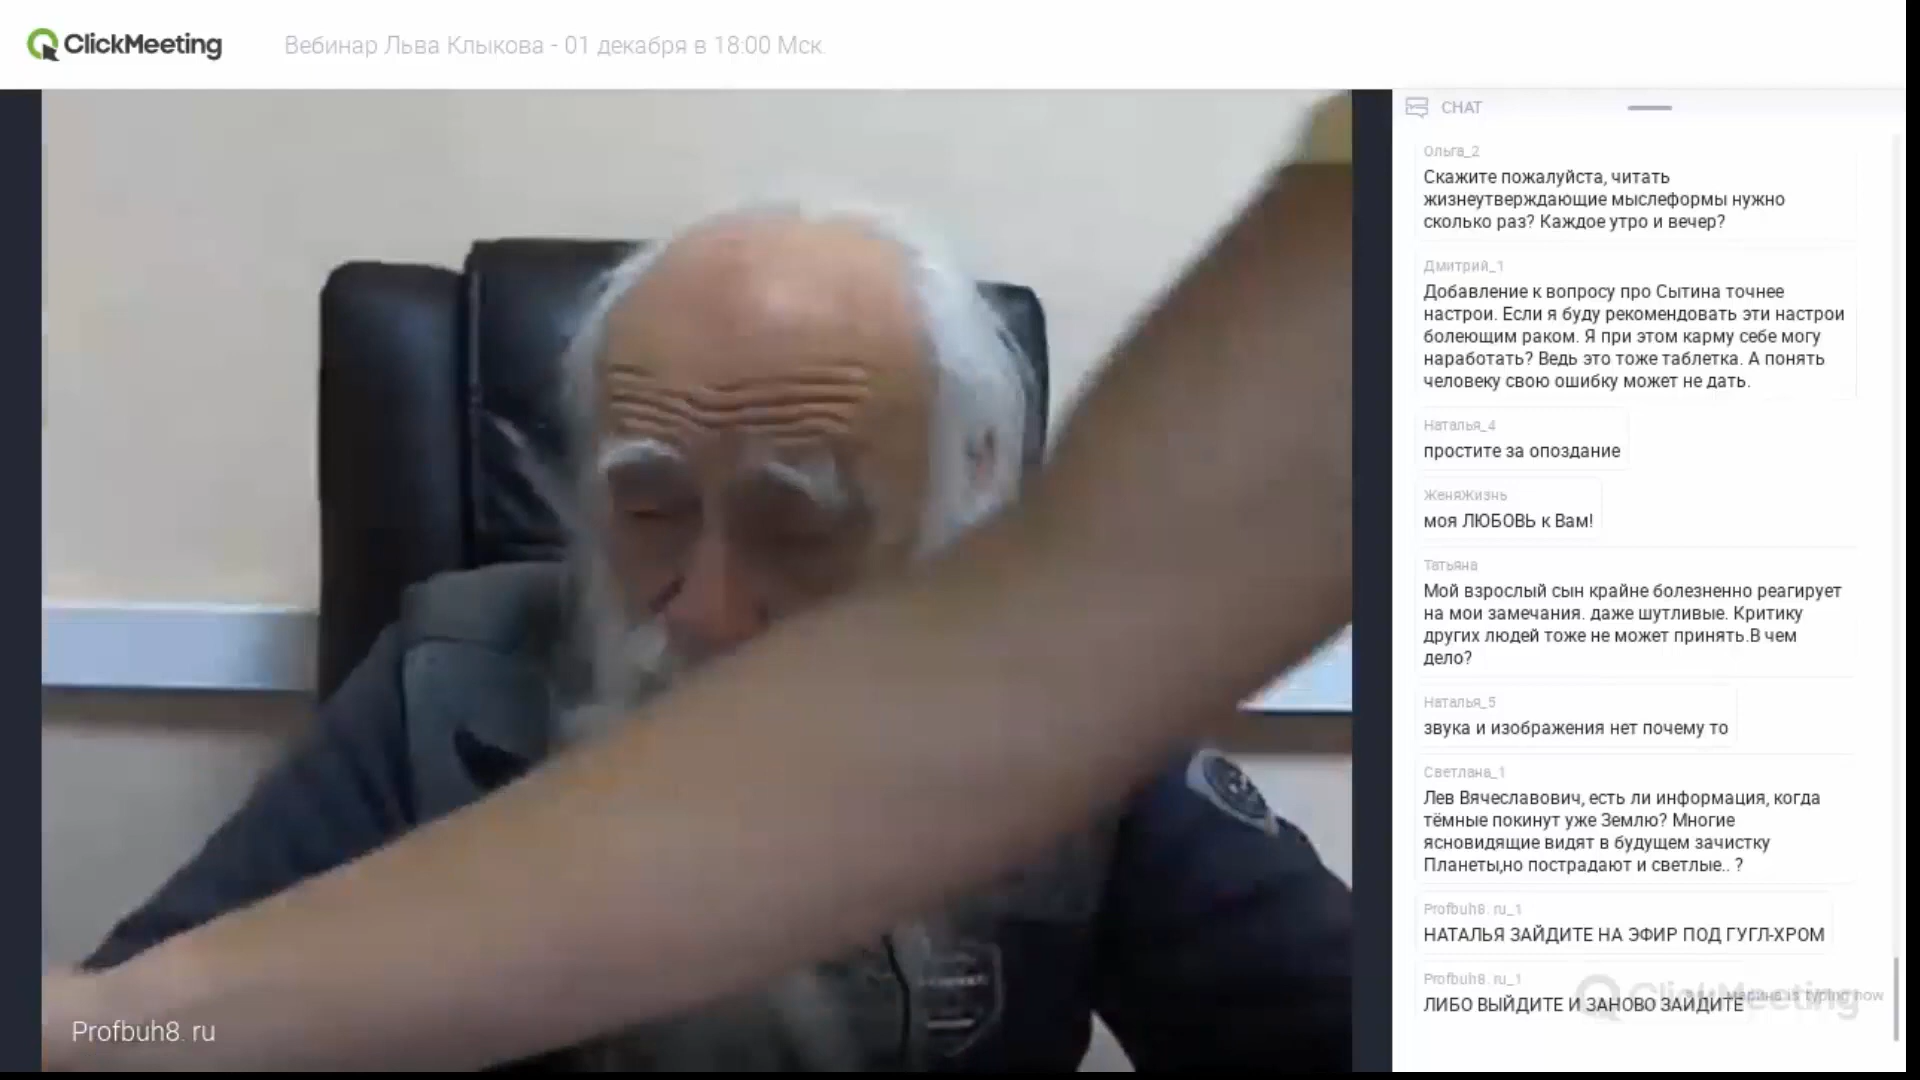 ClickMeeting
Вебинар Льва Клыкова - 01 декабря в 18:00 Мск.
CHAT
Ольга_2
Скажите пожалуйста, читать
жизнеутверждающие мыслеформы нужно
сколько раз? Каждое утро и вечер?
Дмитрий_1
Добавление к вопросу про Сытина точнее
настрои. Если я буду рекомендовать эти настрои
болеющим раком. Я при этом карму себе могу
наработать? Ведь это тоже таблетка. А понять
человеку свою ошибку может не дать.
Наталья_4
простите за опоздание
ЖеняЖизнь
моя ЛЮБОВЬ к Вам!
Татьяна
Мой взрослый сын крайне болезненно реагирует
на мои замечания. даже шутливые. Критику
других людей тоже не может принять.В чем
дело?
Наталья_5
звука и изображения нет почему то
Светлана_1
Лев Вячеславович, есть ли информация, когда
тёмные покинут уже Землю? Многие
ясновидящие видят в будущем зачистку
Планеты,но пострадают и светлые.. ?
Profbuh8. ru_1
НАТАЛЬЯ ЗАЙДИТЕ НА ЭФИР ПОД ГУГЛ-ХРОМ
Profbuh8. ru_1
ЛИБО ВЫЙДИТЕ И ЗАНОВО ЗАЙДИТЕ
ClickMeeting
Марина is typing now
Profbuh8. ru